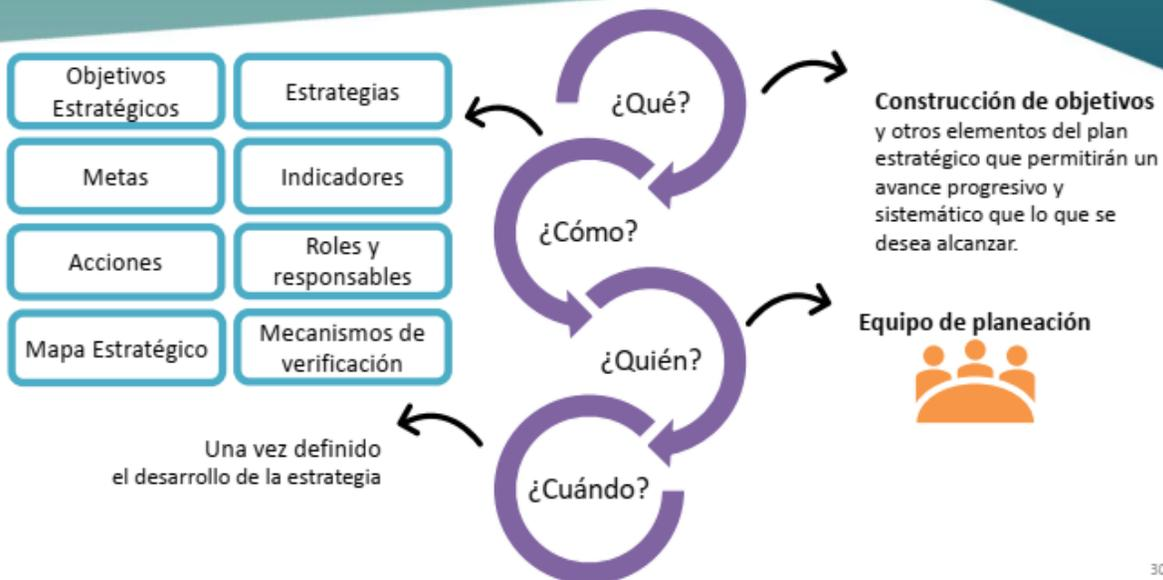 Objetivos
Estratégicos
Estrategias
Metas
Indicadores
Acciones
Roles y
responsables
Mapa Estratégico
Mecanismos de
verificación
¿Qué?
Construcción de objetivos
y otros elementos del plan
estratégico que permitirán un
avance progresivo y
sistemático que lo que se
desea alcanzar.
¿Cómo?
¿Quién?
Equipo de planeación
¿Cuándo?
Una vez definido
el desarrollo de la estrategia
30